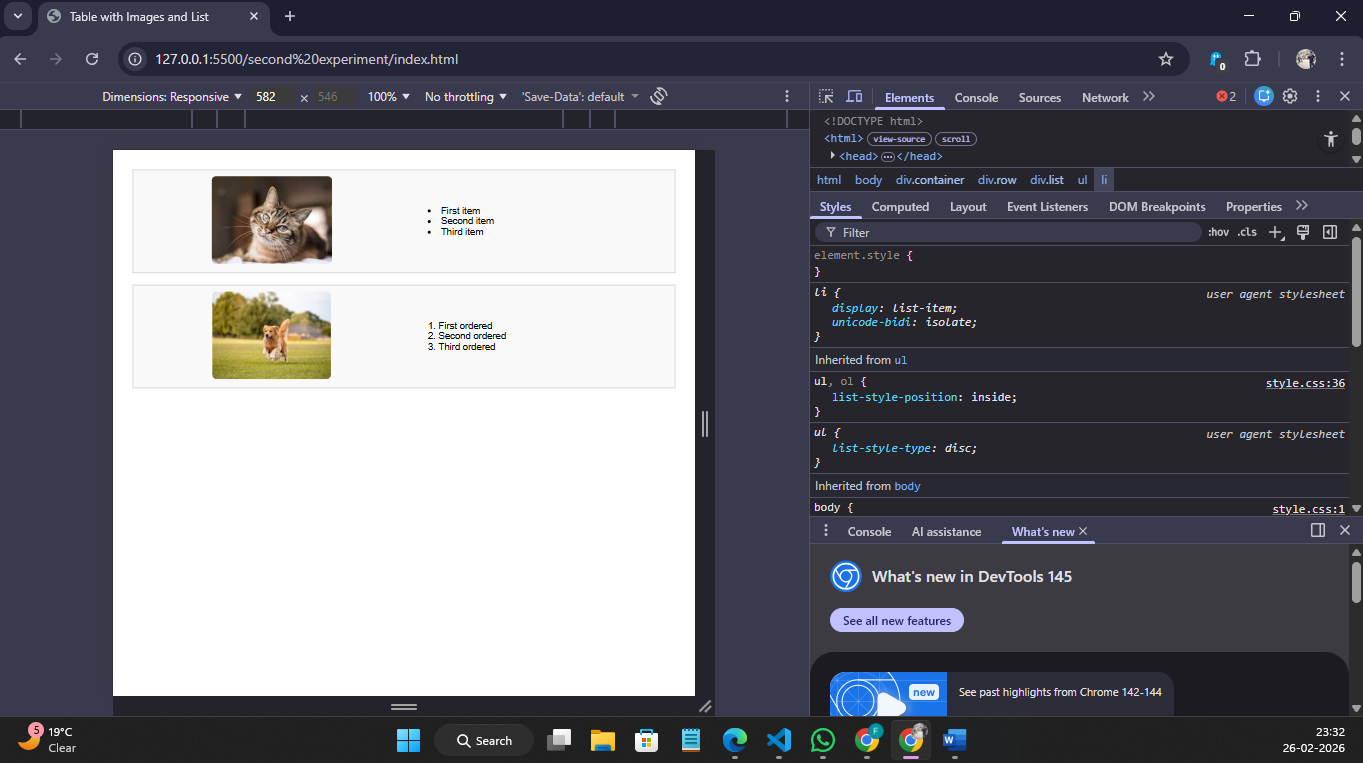 Table with Images and List
127.0.0.1:5500/second%20experiment/index.html
0
Dimensions: Responsive 582 × 546 100% No throttling 'Save-Data': default
First item
Second item
Third item
1. First ordered
2. Second ordered
3. Third ordered
Elements Console Sources Network 2
<!DOCTYPE html>
<html> view-source scroll
<head> </head>
html body div.container div.row div.list ul li
Styles Computed Layout Event Listeners DOM Breakpoints Properties
Filter :hov .cls
element.style {
}
li { user agent stylesheet
display: list-item;
unicode-bidi: isolate;
}
Inherited from ul
ul, ol { style.css:36
list-style-position: inside;
}
ul { user agent stylesheet
list-style-type: disc;
}
Inherited from body
body { style.css:1
Console AI assistance What's new
What's new in DevTools 145
See all new features
new
See past highlights from Chrome 142-144
5
19°C
Clear
Search
F
W
23:32
26-02-2026